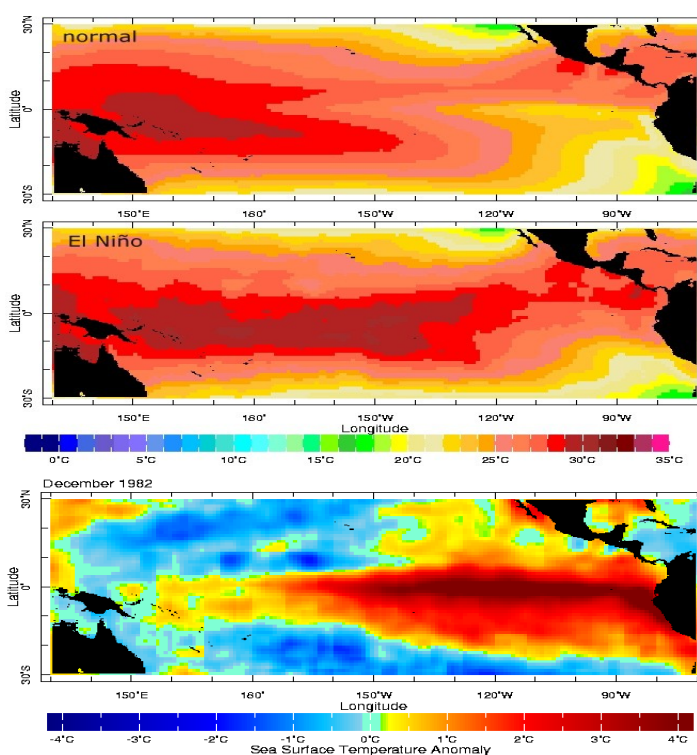 30°N
normal
Latitude
0°
30°S
150°E 180° 150°W 120°W 90°W
30°N
El Niño
Latitude
0°
30°S
150°E 180° 150°W 120°W 90°W
Longitude
0°C 5°C 10°C 15°C 20°C 25°C 30°C 35°C
December 1982
30°N
Latitude
0°
30°S
150°E 180° 150°W 120°W 90°W
Longitude
-4°C -3°C -2°C -1°C 0°C 1°C 2°C 3°C 4°C
Sea Surface Temperature Anomaly